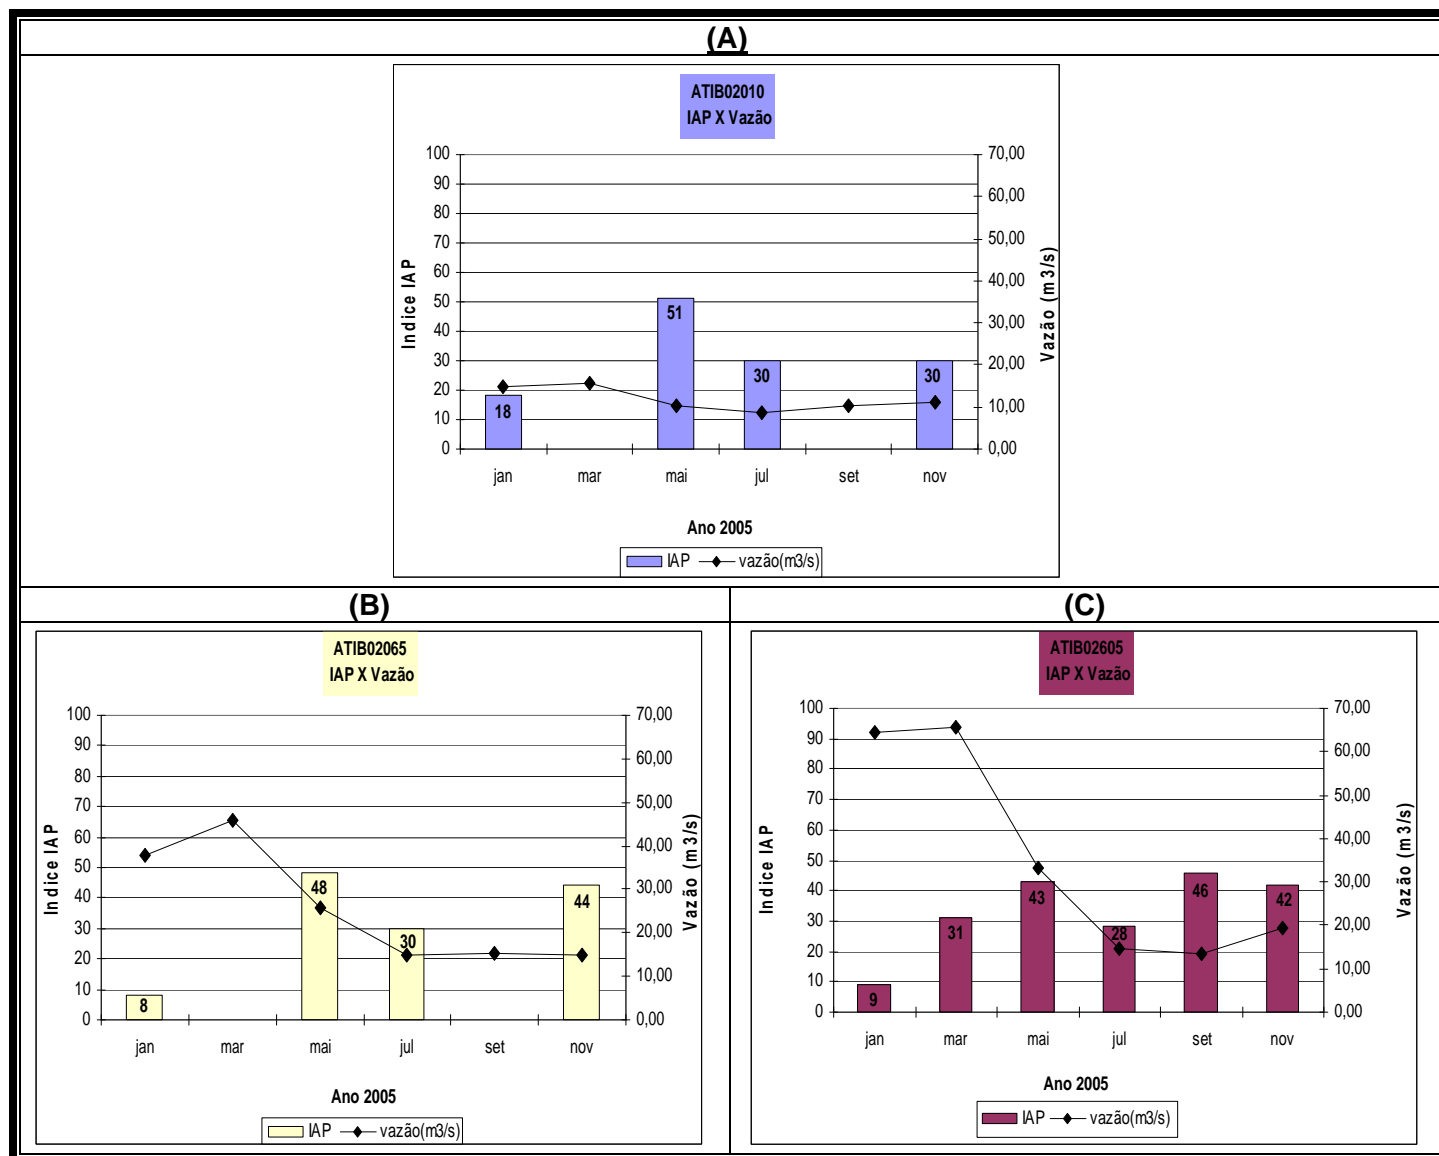 (A)
ATIB02010
IAP X Vazão
100
90
80
70
60
50
40
30
20
10
0
Indice IAP
70,00
60,00
50,00
40,00
30,00
20,00
10,00
0,00
Vazão (m3/s)
18
51
30
30
jan mar mai jul set nov
Ano 2005
IAP vazão(m3/s)
(B)
ATIB02065
IAP X Vazão
100
90
80
70
60
50
40
30
20
10
0
Indice IAP
70,00
60,00
50,00
40,00
30,00
20,00
10,00
0,00
Vazão (m3/s)
8
48
30
44
jan mar mai jul set nov
Ano 2005
IAP vazão(m3/s)
(C)
ATIB02605
IAP X Vazão
100
90
80
70
60
50
40
30
20
10
0
Indice IAP
70,00
60,00
50,00
40,00
30,00
20,00
10,00
0,00
Vazão (m3/s)
9
31
43
28
46
42
jan mar mai jul set nov
Ano 2005
IAP vazão(m3/s)